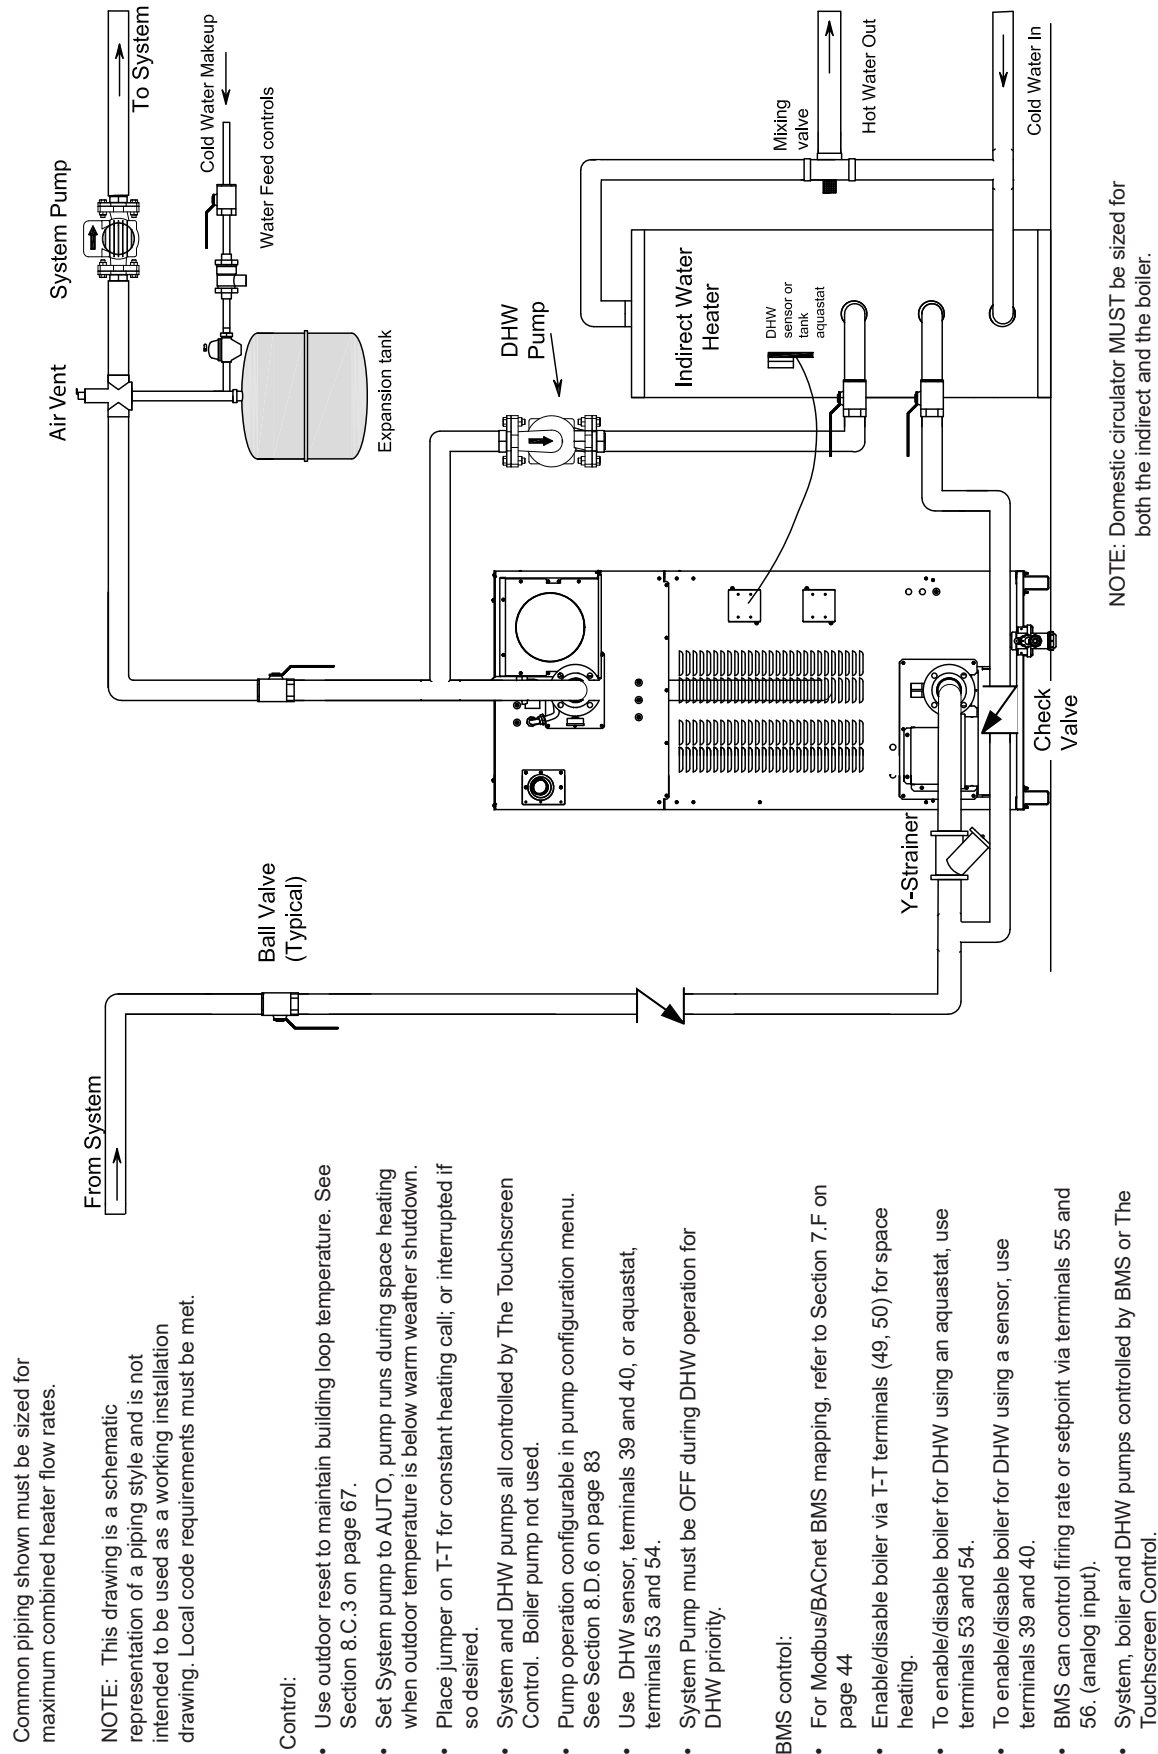 Common piping shown must be sized for
maximum combined heater flow rates.
NOTE: This drawing is a schematic
representation of a piping style and is not
intended to be used as a working installation
drawing. Local code requirements must be met.
Control:
• Use outdoor reset to maintain building loop temperature. See
Section 8.C.3 on page 67.
• Set System pump to AUTO, pump runs during space heating
when outdoor temperature is below warm weather shutdown.
• Place jumper on T-T for constant heating call; or interrupted if
so desired.
• System and DHW pumps all controlled by The Touchscreen
Control. Boiler pump not used.
• Pump operation configurable in pump configuration menu.
See Section 8.D.6 on page 83
• Use DHW sensor, terminals 39 and 40, or aquastat,
terminals 53 and 54.
• System Pump must be OFF during DHW operation for
DHW priority.
BMS control:
• For Modbus/BACnet BMS mapping, refer to Section 7.F on
page 44
• Enable/disable boiler via T-T terminals (49, 50) for space
heating.
• To enable/disable boiler for DHW using an aquastat, use
terminals 53 and 54.
• To enable/disable boiler for DHW using a sensor, use
terminals 39 and 40.
• BMS can control firing rate or setpoint via terminals 55 and
56. (analog input).
• System, boiler and DHW pumps controlled by BMS or The
Touchscreen Control.
From System
Ball Valve
(Typical)
Y-Strainer
Check
Valve
Air Vent
System Pump
To System
Cold Water Makeup
Water Feed controls
Expansion tank
DHW
Pump
Indirect Water
Heater
DHW
sensor or
tank
aquastat
Mixing
valve
Hot Water Out
Cold Water In
NOTE: Domestic circulator MUST be sized for
both the indirect and the boiler.